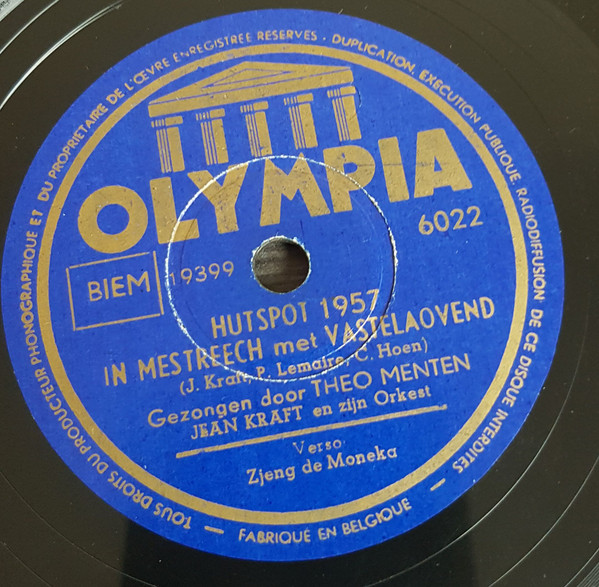 TOUS DROITS DU PRODUCTEUR PHONOGRAPHIQUE ET DU PROPRIETAIRE DE L'ŒVRE ENREGISTREE RESERVES · DUPLICATION, EXECUTION PUBLIQUE, RADIODIFFUSION DE CE DISQUE INTERDITES
OLYMPIA
6022
BIEM 19399
HUTSPOT 1957
IN MESTREECH met VASTELAOVEND
(J. Kraft, P. Lemaire, C. Hoen)
Gezongen door THEO MENTEN
JEAN KRAFT en zijn Orkest
Verso
Zjeng de Moneka
FABRIQUÉ EN BELGIQUE